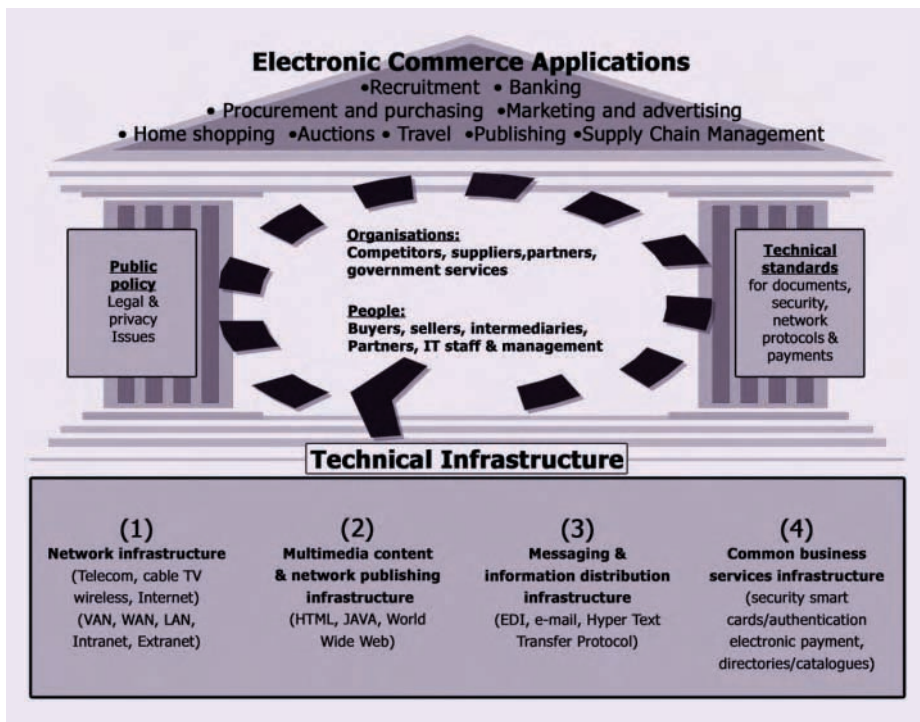 Electronic Commerce Applications
•Recruitment • Banking
• Procurement and purchasing •Marketing and advertising
• Home shopping •Auctions • Travel •Publishing •Supply Chain Management
Public
policy
Legal &
privacy
Issues
Organisations:
Competitors, suppliers,partners,
government services
People:
Buyers, sellers, intermediaries,
Partners, IT staff & management
Technical
standards
for documents,
security,
network
protocols &
payments
Technical Infrastructure
(1)
Network infrastructure
(Telecom, cable TV
wireless, Internet)
(VAN, WAN, LAN,
Intranet, Extranet)
(2)
Multimedia content
& network publishing
infrastructure
(HTML, JAVA, World
Wide Web)
(3)
Messaging &
information distribution
infrastructure
(EDI, e-mail, Hyper Text
Transfer Protocol)
(4)
Common business
services infrastructure
(security smart
cards/authentication
electronic payment,
directories/catalogues)